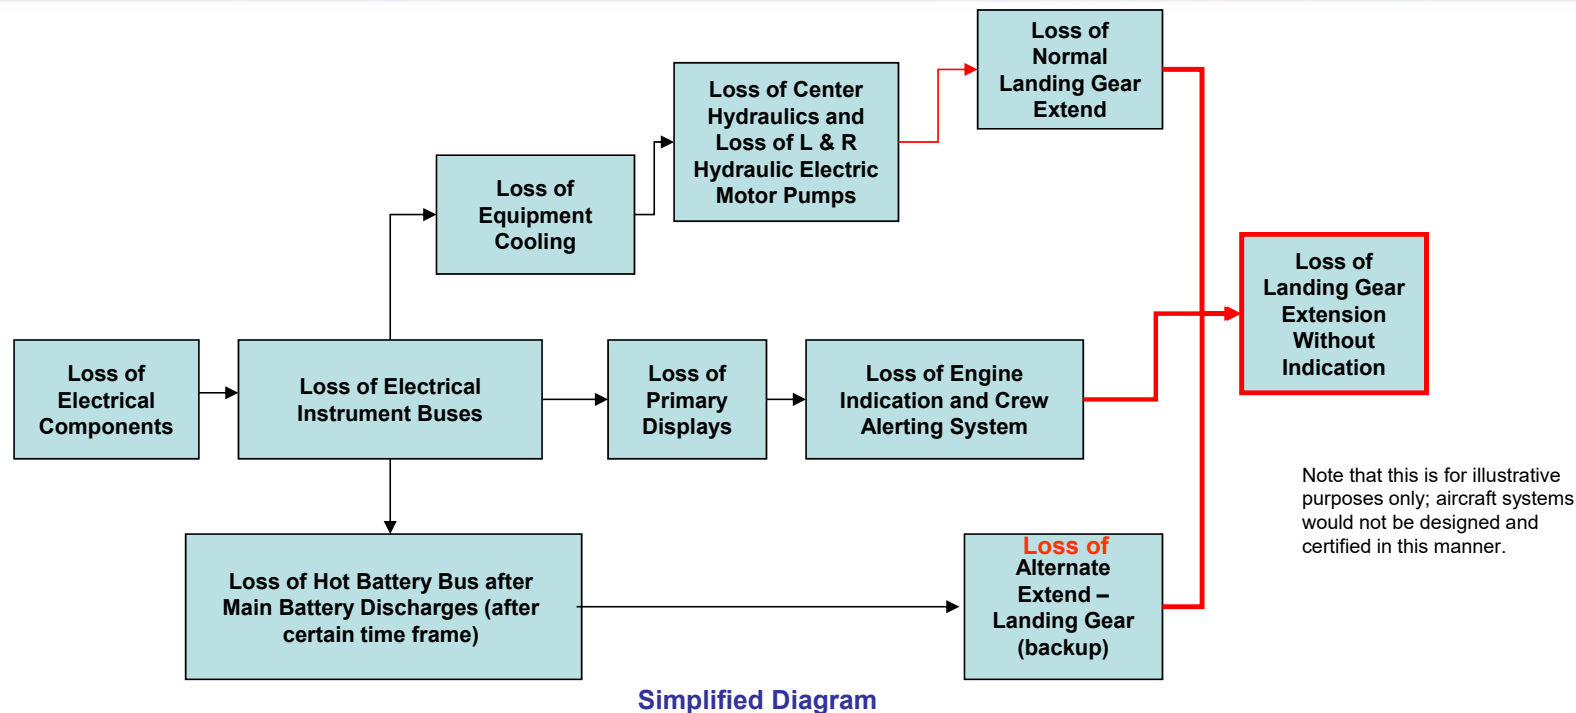 Loss of
Normal
Landing Gear
Extend
Loss of Center
Hydraulics and
Loss of L & R
Hydraulic Electric
Motor Pumps
Loss of
Equipment
Cooling
Loss of
Landing Gear
Extension
Without
Indication
Loss of
Electrical
Components
Loss of Electrical
Instrument Buses
Loss of
Primary
Displays
Loss of Engine
Indication and Crew
Alerting System
Note that this is for illustrative
purposes only; aircraft systems
would not be designed and
certified in this manner.
Loss of Hot Battery Bus after
Main Battery Discharges (after
certain time frame)
Loss of
Alternate
Extend –
Landing Gear
(backup)
Simplified Diagram